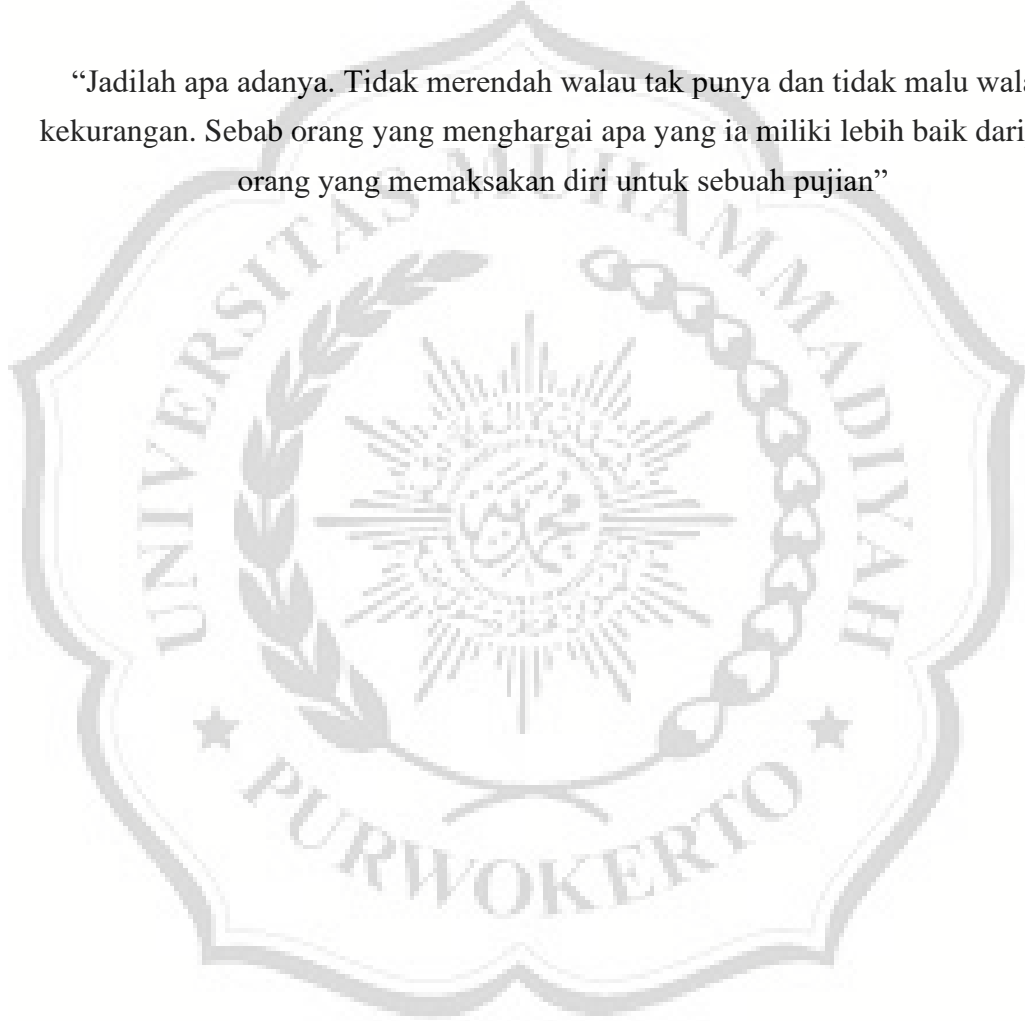 “Jadilah apa adanya. Tidak merendah walau tak punya dan tidak malu
kekurangan. Sebab orang yang menghargai apa yang ia miliki lebih baik dari
orang yang memaksakan diri untuk sebuah pujian”
UNIVERSITAS MUHAMMADIYAH
PURWOKERTO